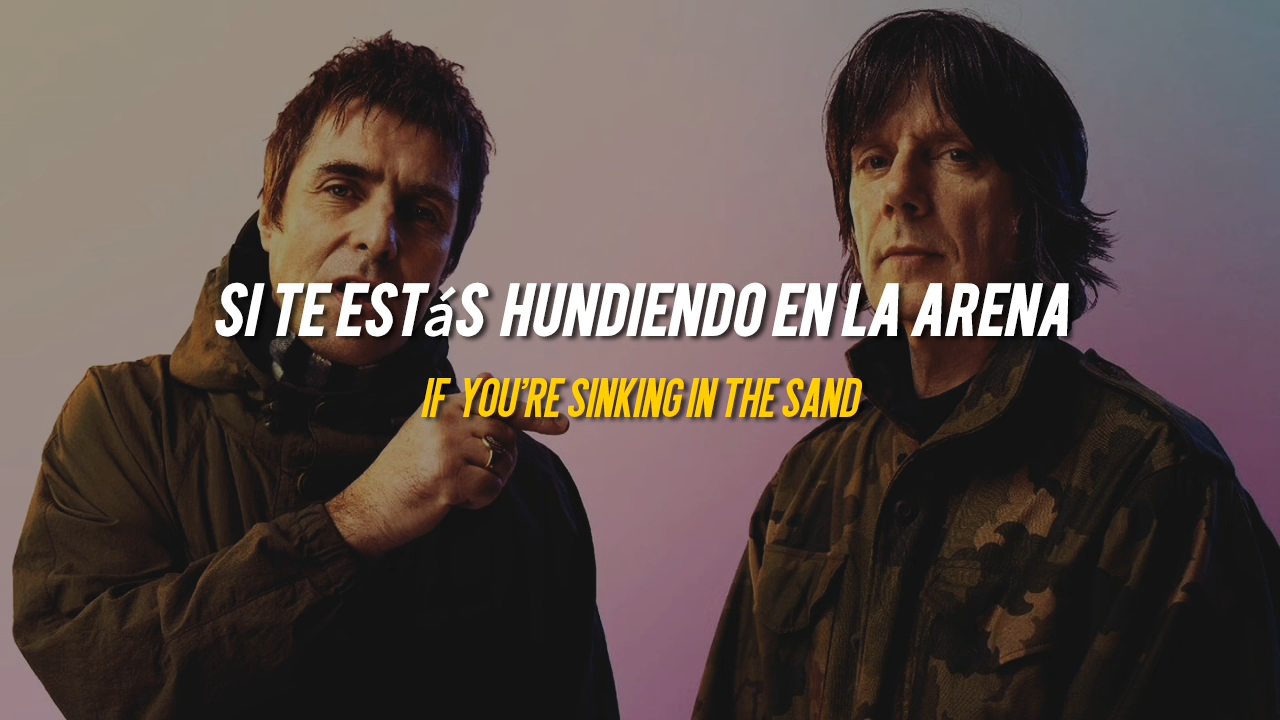 SI TE ESTáS HUNDIENDO EN LA ARENA
IF YOU'RE SINKING IN THE SAND